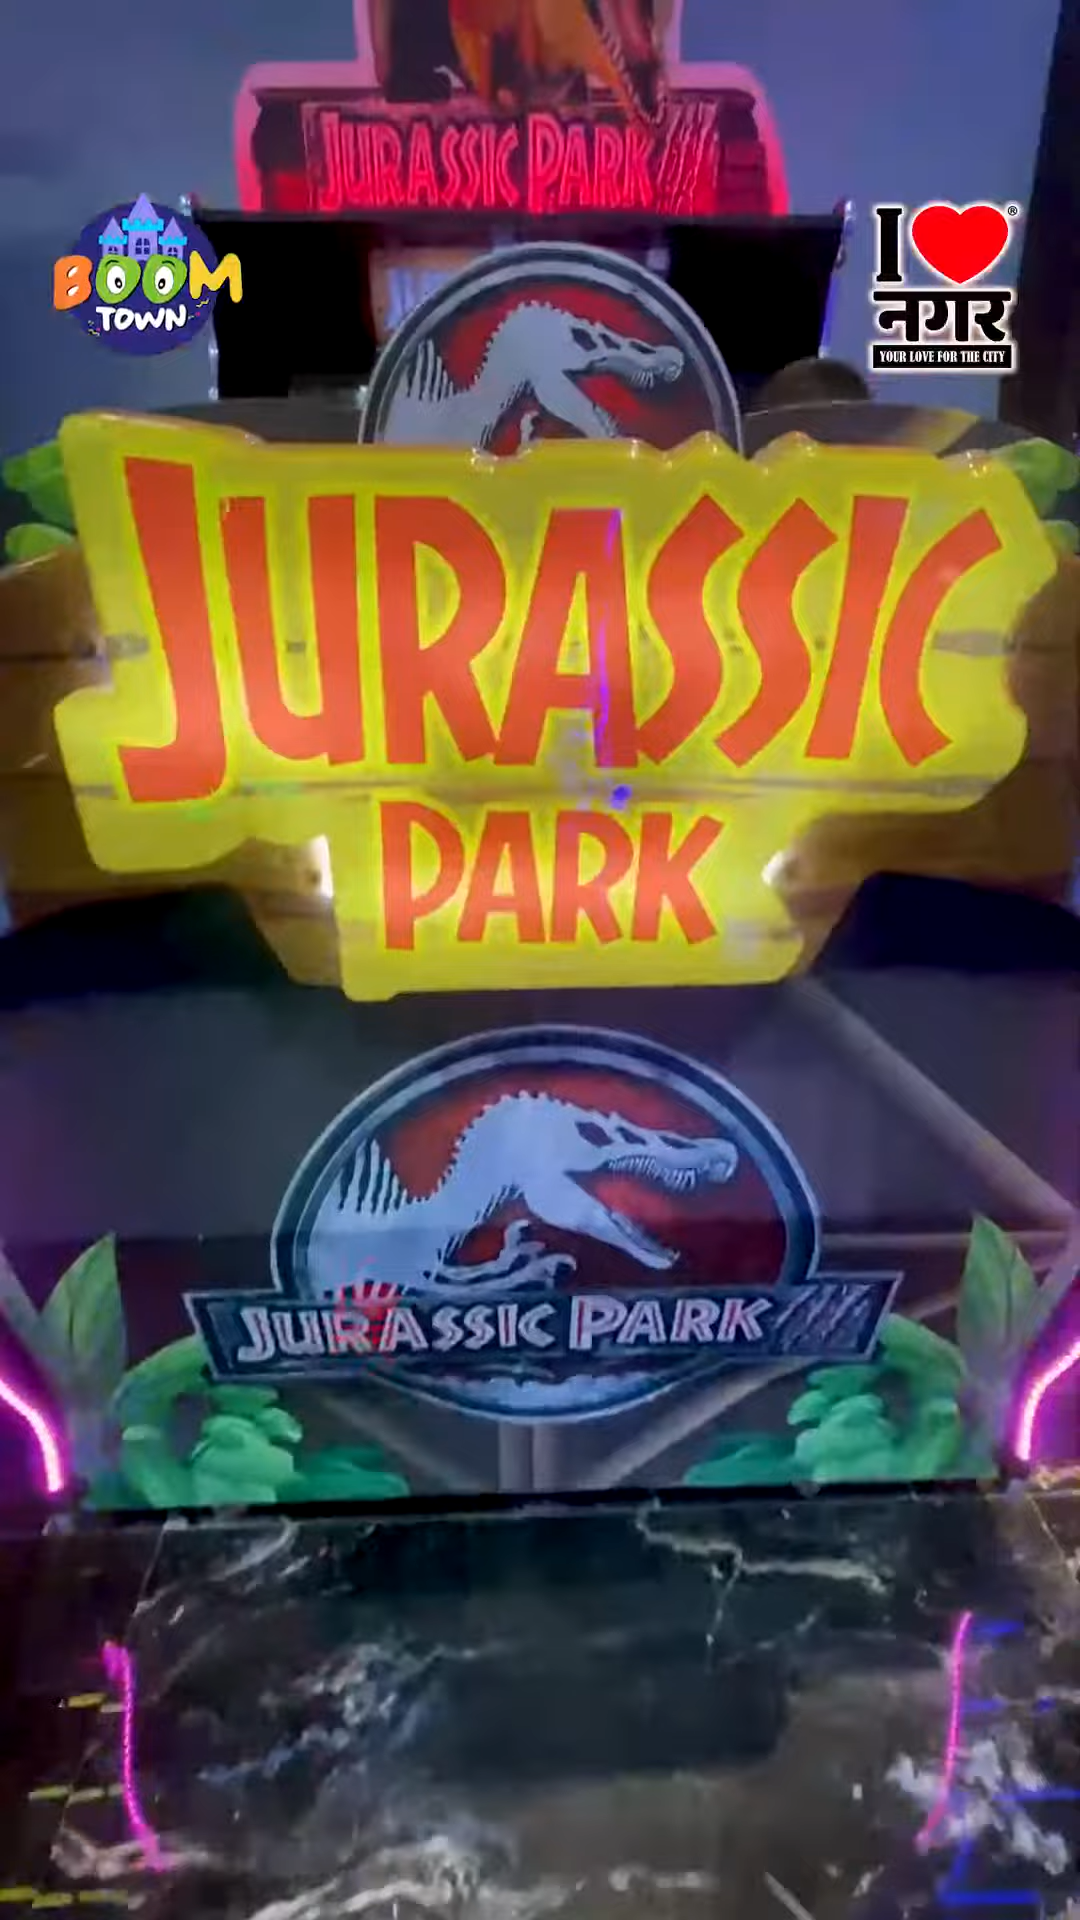 JURASSIC PARK
BOOM
TOWN
I ®
नगर
YOUR LOVE FOR THE CITY
JURASSIC
PARK
JURASSIC PARK